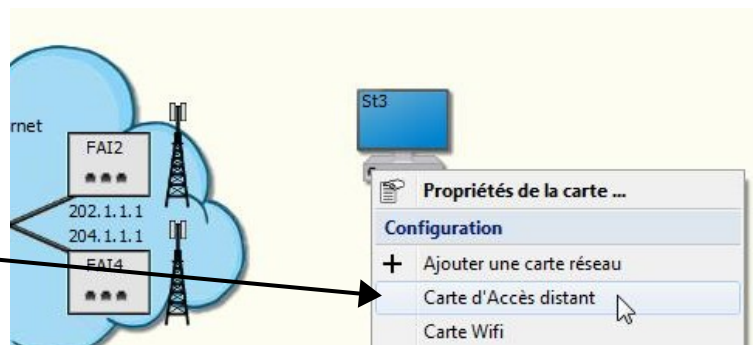 St3
rnet
FAI2
202.1.1.1
204.1.1.1
FAI4
Propriétés de la carte ...
Configuration
+ Ajouter une carte réseau
Carte d'Accès distant
Carte Wifi